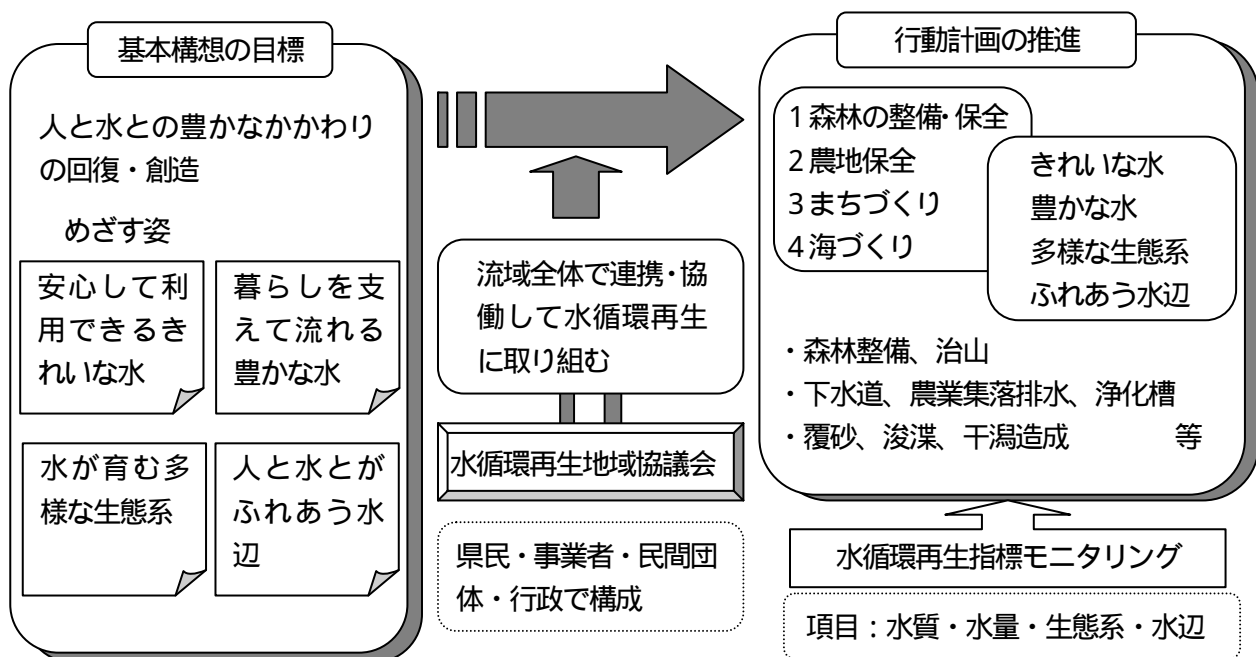 基本構想の目標
人と水との豊かなかかわり
の回復・創造
めざす姿
安心して利
用できるき
れいな水
暮らしを支
えて流れる
豊かな水
水が育む多
様な生態系
人と水とが
ふれあう水
辺
流域全体で連携・協
働して水循環再生
に取り組む
水循環再生地域協議会
県民・事業者・民間団
体・行政で構成
行動計画の推進
1 森林の整備・保全
2 農地保全
3 まちづくり
4 海づくり
きれいな水
豊かな水
多様な生態系
ふれあう水辺
・森林整備、治山
・下水道、農業集落排水、浄化槽
・覆砂、浚渫、干潟造成 等
水循環再生指標モニタリング
項目：水質・水量・生態系・水辺